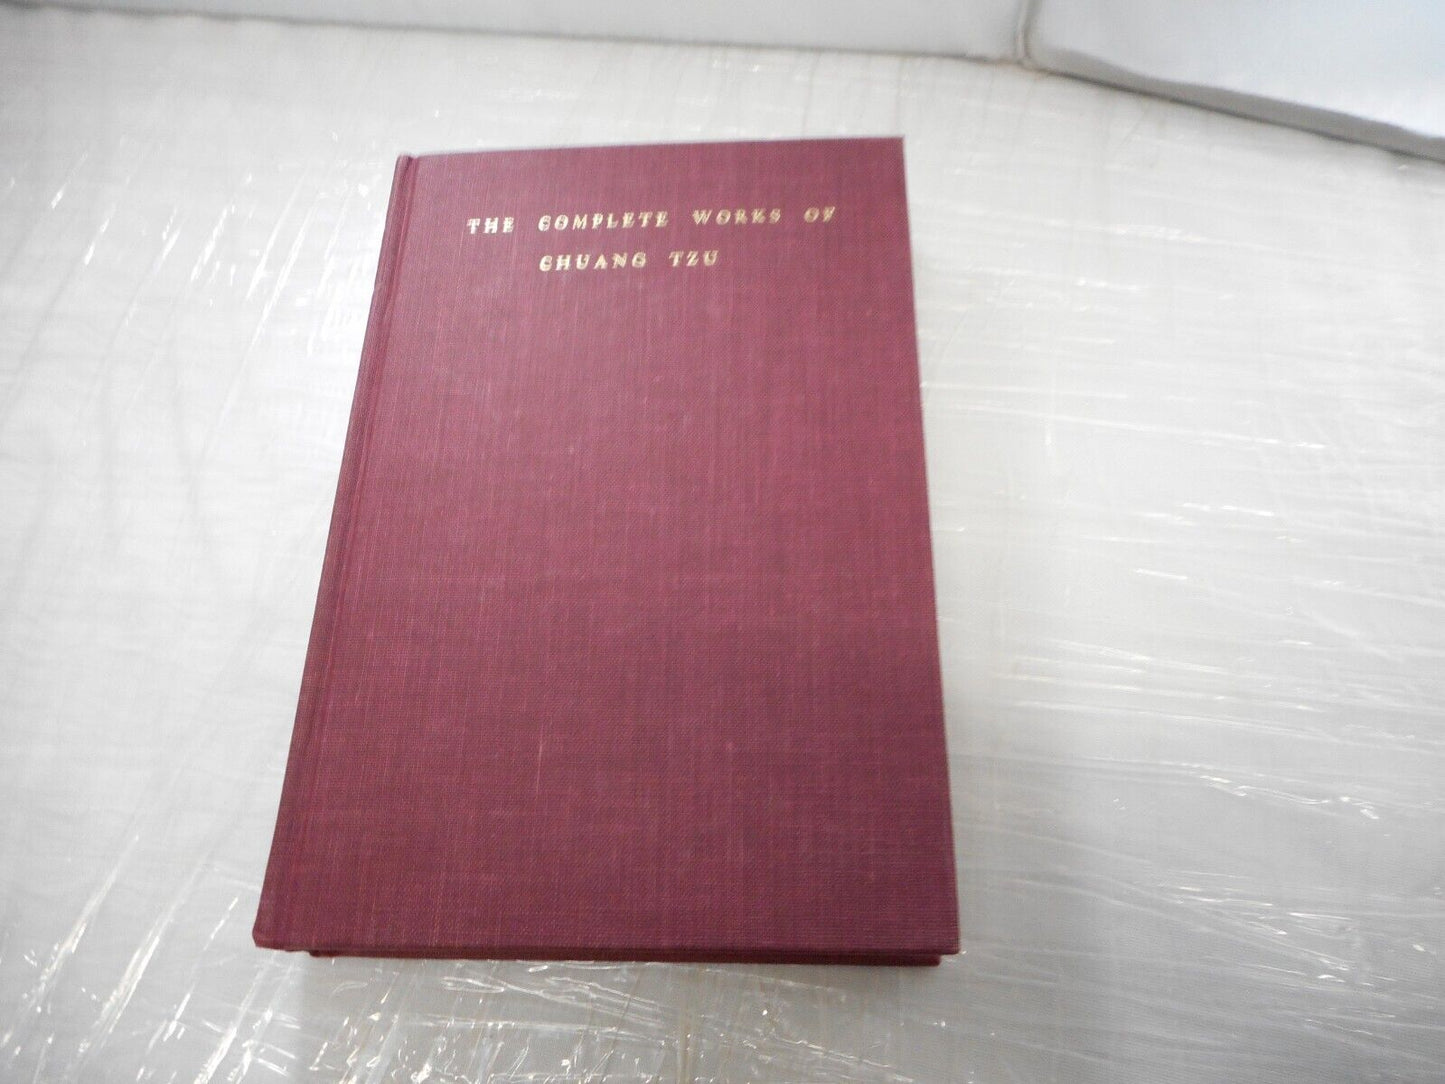 THE COMPLETE WORKS OF
CHUANG TZU